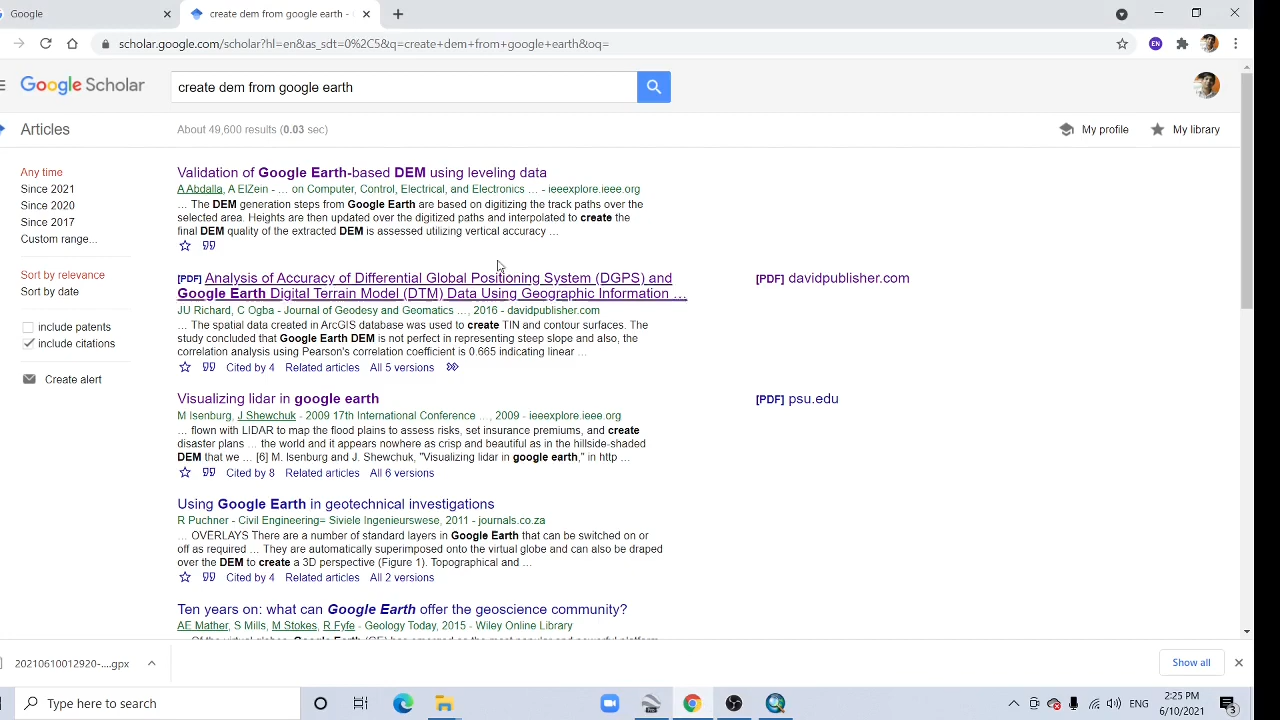 Google
create dem from google earth -
scholar.google.com/scholar?hl=en&as_sdt=0%2C5&q=create+dem+from+google+earth&oq=
EN
Google Scholar
create dem from google earth
Articles
About 49,600 results (0.03 sec)
My profile
My library
Any time
Since 2021
Since 2020
Since 2017
Custom range...
Sort by relevance
Sort by date
include patents
include citations
Create alert
Validation of Google Earth-based DEM using leveling data
A Abdalla, A ElZein - … on Computer, Control, Electrical, and Electronics … - ieeexplore.ieee.org
… The DEM generation steps from Google Earth are based on digitizing the track paths over the
selected area. Heights are then updated over the digitized paths and interpolated to create the
final DEM quality of the extracted DEM is assessed utilizing vertical accuracy …
[PDF] Analysis of Accuracy of Differential Global Positioning System (DGPS) and
Google Earth Digital Terrain Model (DTM) Data Using Geographic Information …
[PDF] davidpublisher.com
JU Richard, C Ogba - Journal of Geodesy and Geomatics …, 2016 - davidpublisher.com
… The spatial data created in ArcGIS database was used to create TIN and contour surfaces. The
study concluded that Google Earth DEM is not perfect in representing steep slope and also, the
correlation analysis using Pearson's correlation coefficient is 0.665 indicating linear …
Cited by 4 Related articles All 5 versions
Visualizing lidar in google earth
[PDF] psu.edu
M Isenburg, J Shewchuk - 2009 17th International Conference …, 2009 - ieeexplore.ieee.org
… flown with LIDAR to map the flood plains to assess risks, set insurance premiums, and create
disaster plans … the world and it appears nowhere as crisp and beautiful as in the hillside-shaded
DEM that we … [6] M. Isenburg and J. Shewchuk, "Visualizing lidar in google earth," in http …
Cited by 8 Related articles All 6 versions
Using Google Earth in geotechnical investigations
R Puchner - Civil Engineering= Siviele Ingenieurswese, 2011 - journals.co.za
… OVERLAYS There are a number of standard layers in Google Earth that can be switched on or
off as required … They are automatically superimposed onto the virtual globe and can also be draped
over the DEM to create a 3D perspective (Figure 1). Topographical and …
Cited by 4 Related articles All 2 versions
Ten years on: what can Google Earth offer the geoscience community?
AE Mather, S Mills, M Stokes, R Fyfe - Geology Today, 2015 - Wiley Online Library
20210610012920-....gpx
Show all
Type here to search
ENG
2:25 PM
6/10/2021
3